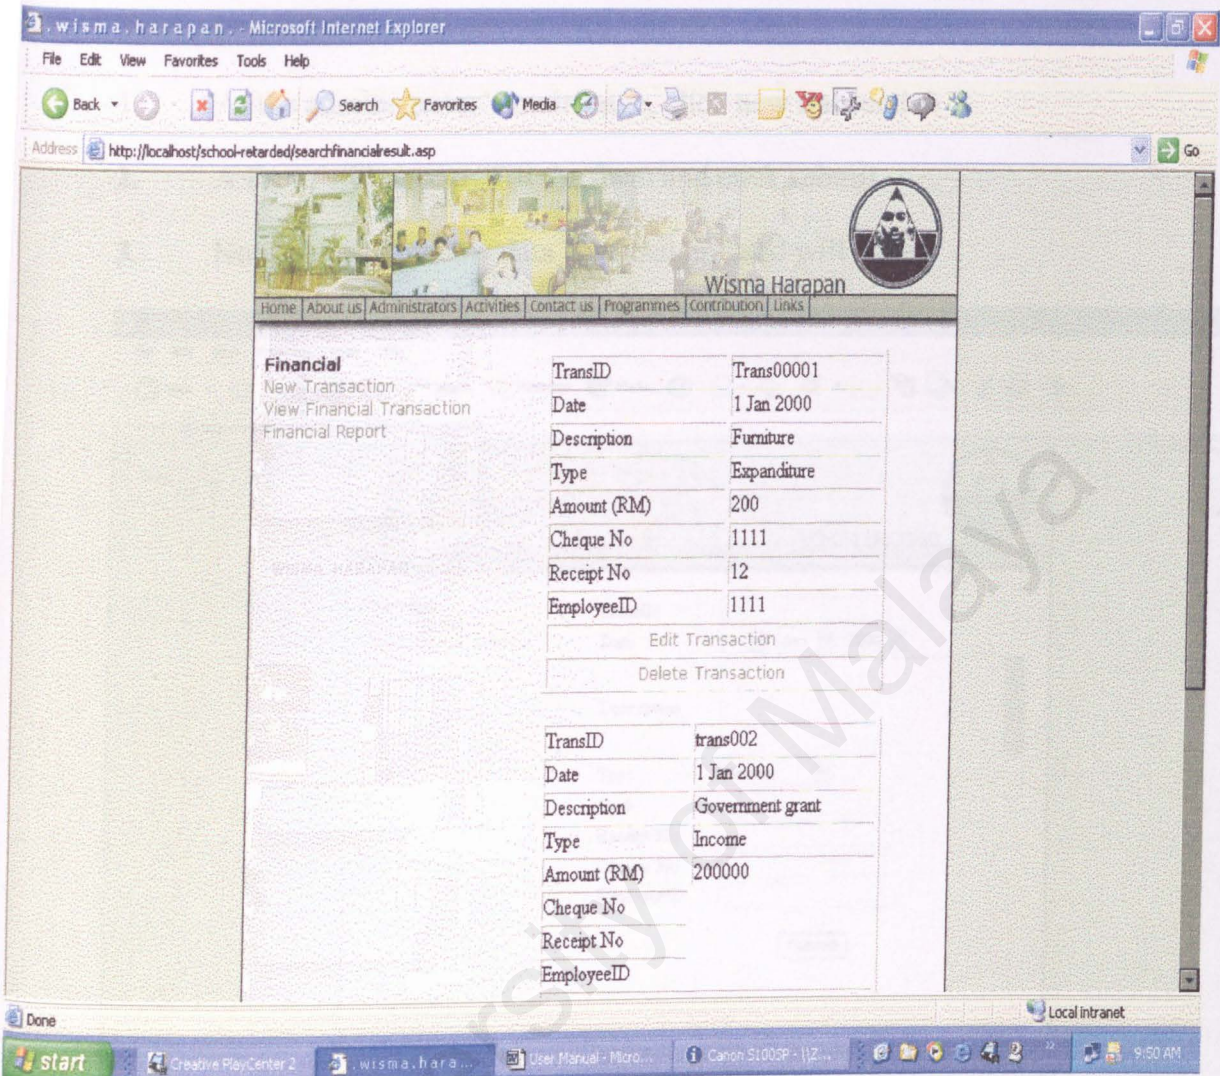 .wisma.harapan. - Microsoft Internet Explorer
File Edit View Favorites Tools Help
Back Search Favorites Media
Address http://localhost/school-retarded/searchfinancialresult.asp Go
Wisma Harapan
Home About us Administrators Activities Contact us Programmes Contribution Links
Financial
New Transaction
View Financial Transaction
Financial Report
TransID Trans00001
Date 1 Jan 2000
Description Furniture
Type Expanditure
Amount (RM) 200
Cheque No 1111
Receipt No 12
EmployeeID 1111
Edit Transaction
Delete Transaction
TransID trans002
Date 1 Jan 2000
Description Government grant
Type Income
Amount (RM) 200000
Cheque No
Receipt No
EmployeeID
Done Local intranet
start Creative PlayCenter 2 .wisma.hara... User Manual - Micro... Canon S100SP - \\Z... 9:50 AM
WISMA HARAPAN
University of Malaya